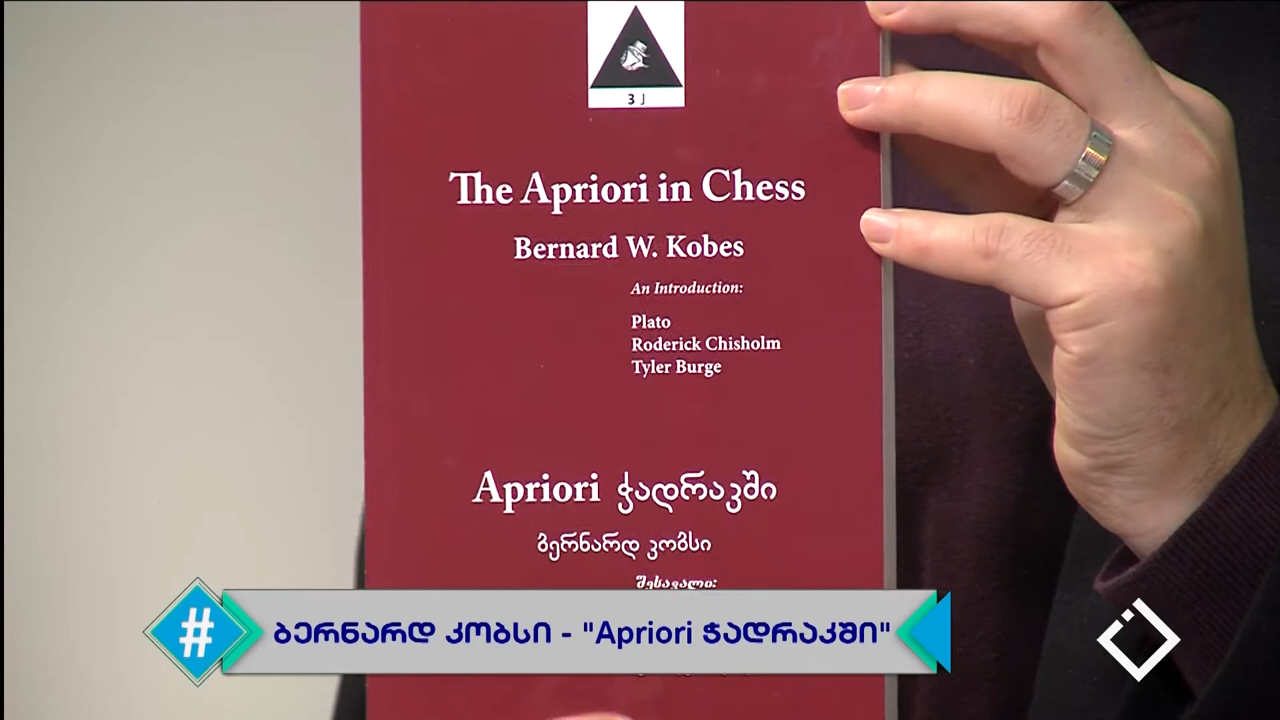 3 J
The Apriori in Chess
Bernard W. Kobes
An Introduction:
Plato
Roderick Chisholm
Tyler Burge
Apriori ჭადრაკში
ბერნარდ კობსი
შესავალი:
# ბერნარდ კობსი - "Apriori ჭადრაკში"